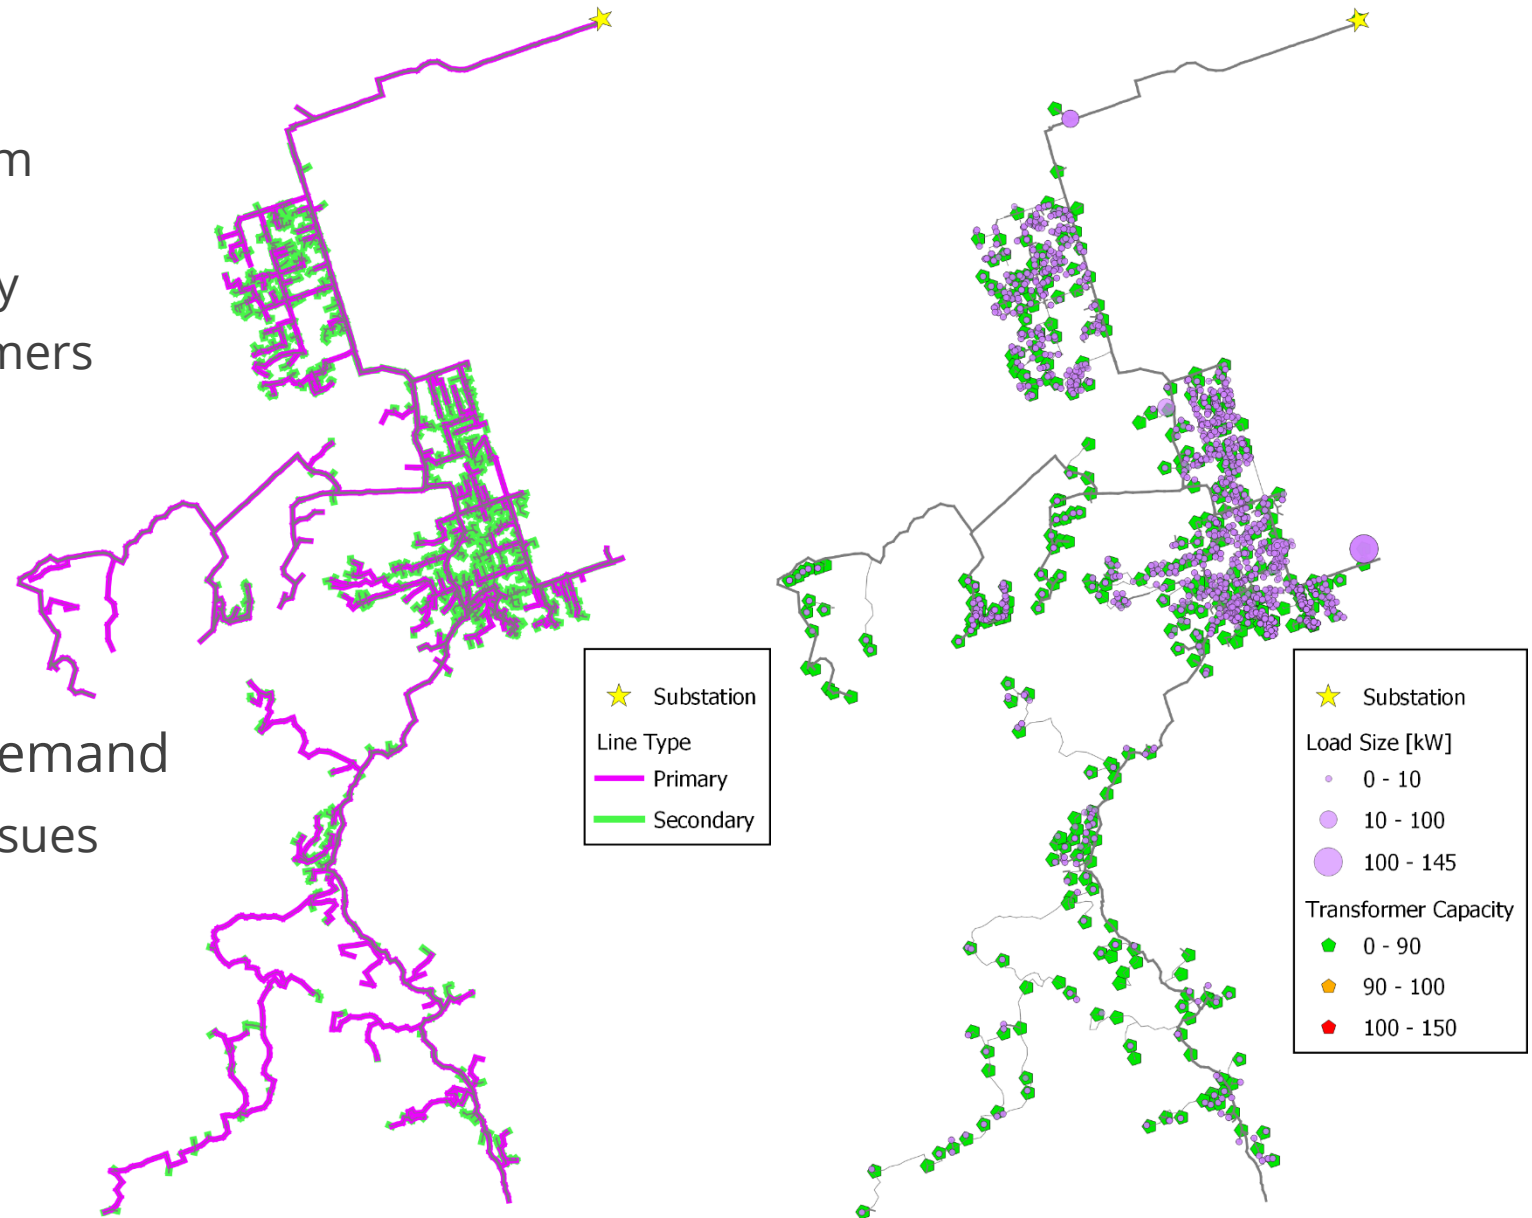 m
y
mers
emand
sues
Substation
Line Type
Primary
Secondary
Substation
Load Size [kW]
0 - 10
10 - 100
100 - 145
Transformer Capacity
0 - 90
90 - 100
100 - 150